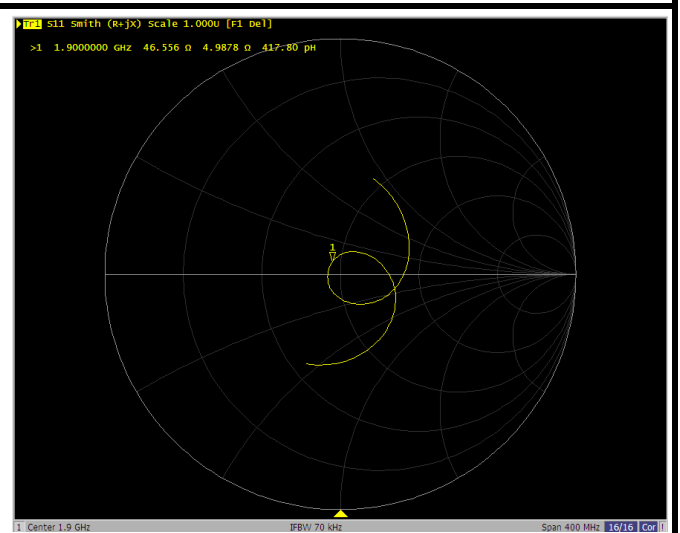 Tr1 S11 Smith (R+jX) Scale 1.000U [F1 Del]
>1 1.9000000 GHz 46.556 Ω 4.9878 Ω 417.80 pH
1
1 Center 1.9 GHz IFBW 70 kHz Span 400 MHz 16/16 Cor !